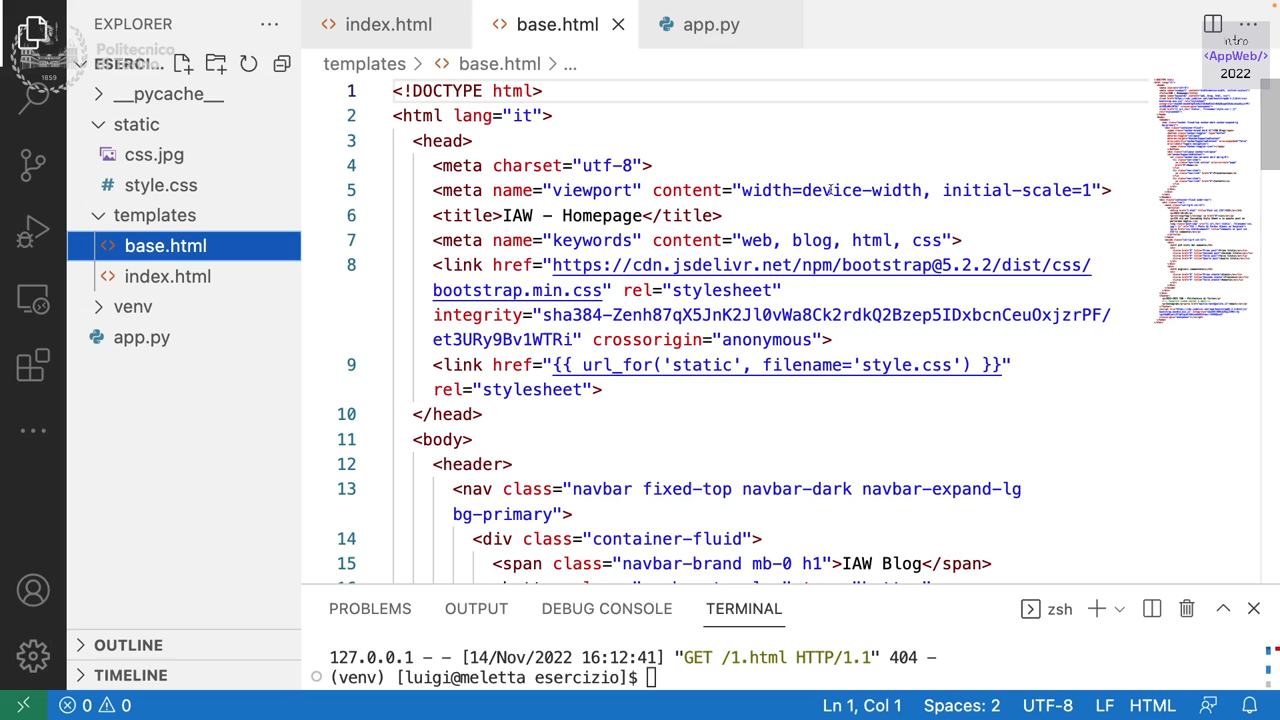 EXPLORER
index.html
base.html
app.py
Politecnico
1859
ntro
<AppWeb/>
2022
ESERCI...
templates > base.html > ...
__pycache__
static
css.jpg
style.css
templates
base.html
index.html
venv
app.py
1 <!DOCTYPE html>
2 <html lang="it">
3 <head>
4 <meta charset="utf-8">
5 <meta name="viewport" content="width=device-width, initial-scale=1">
6 <title>IAW – Homepage</title>
7 <meta name="keywords" content="web, blog, html, css">
8 <link href="https://cdn.jsdelivr.net/npm/bootstrap@5.2.2/dist/css/
bootstrap.min.css" rel="stylesheet"
integrity="sha384-Zenh87qX5JnK2Jl0vWa8Ck2rdkQ2Bzep5IDxbcnCeuOxjzrPF/
et3URy9Bv1WTRi" crossorigin="anonymous">
9 <link href="{{ url_for('static', filename='style.css') }}"
rel="stylesheet">
10 </head>
11 <body>
12 <header>
13 <nav class="navbar fixed-top navbar-dark navbar-expand-lg
bg-primary">
14 <div class="container-fluid">
15 <span class="navbar-brand mb-0 h1">IAW Blog</span>
OUTLINE
TIMELINE
PROBLEMS
OUTPUT
DEBUG CONSOLE
TERMINAL
zsh
127.0.0.1 - - [14/Nov/2022 16:12:41] "GET /1.html HTTP/1.1" 404 -
(venv) [luigi@meletta esercizio]$
0 0
Ln 1, Col 1
Spaces: 2
UTF-8
LF
HTML